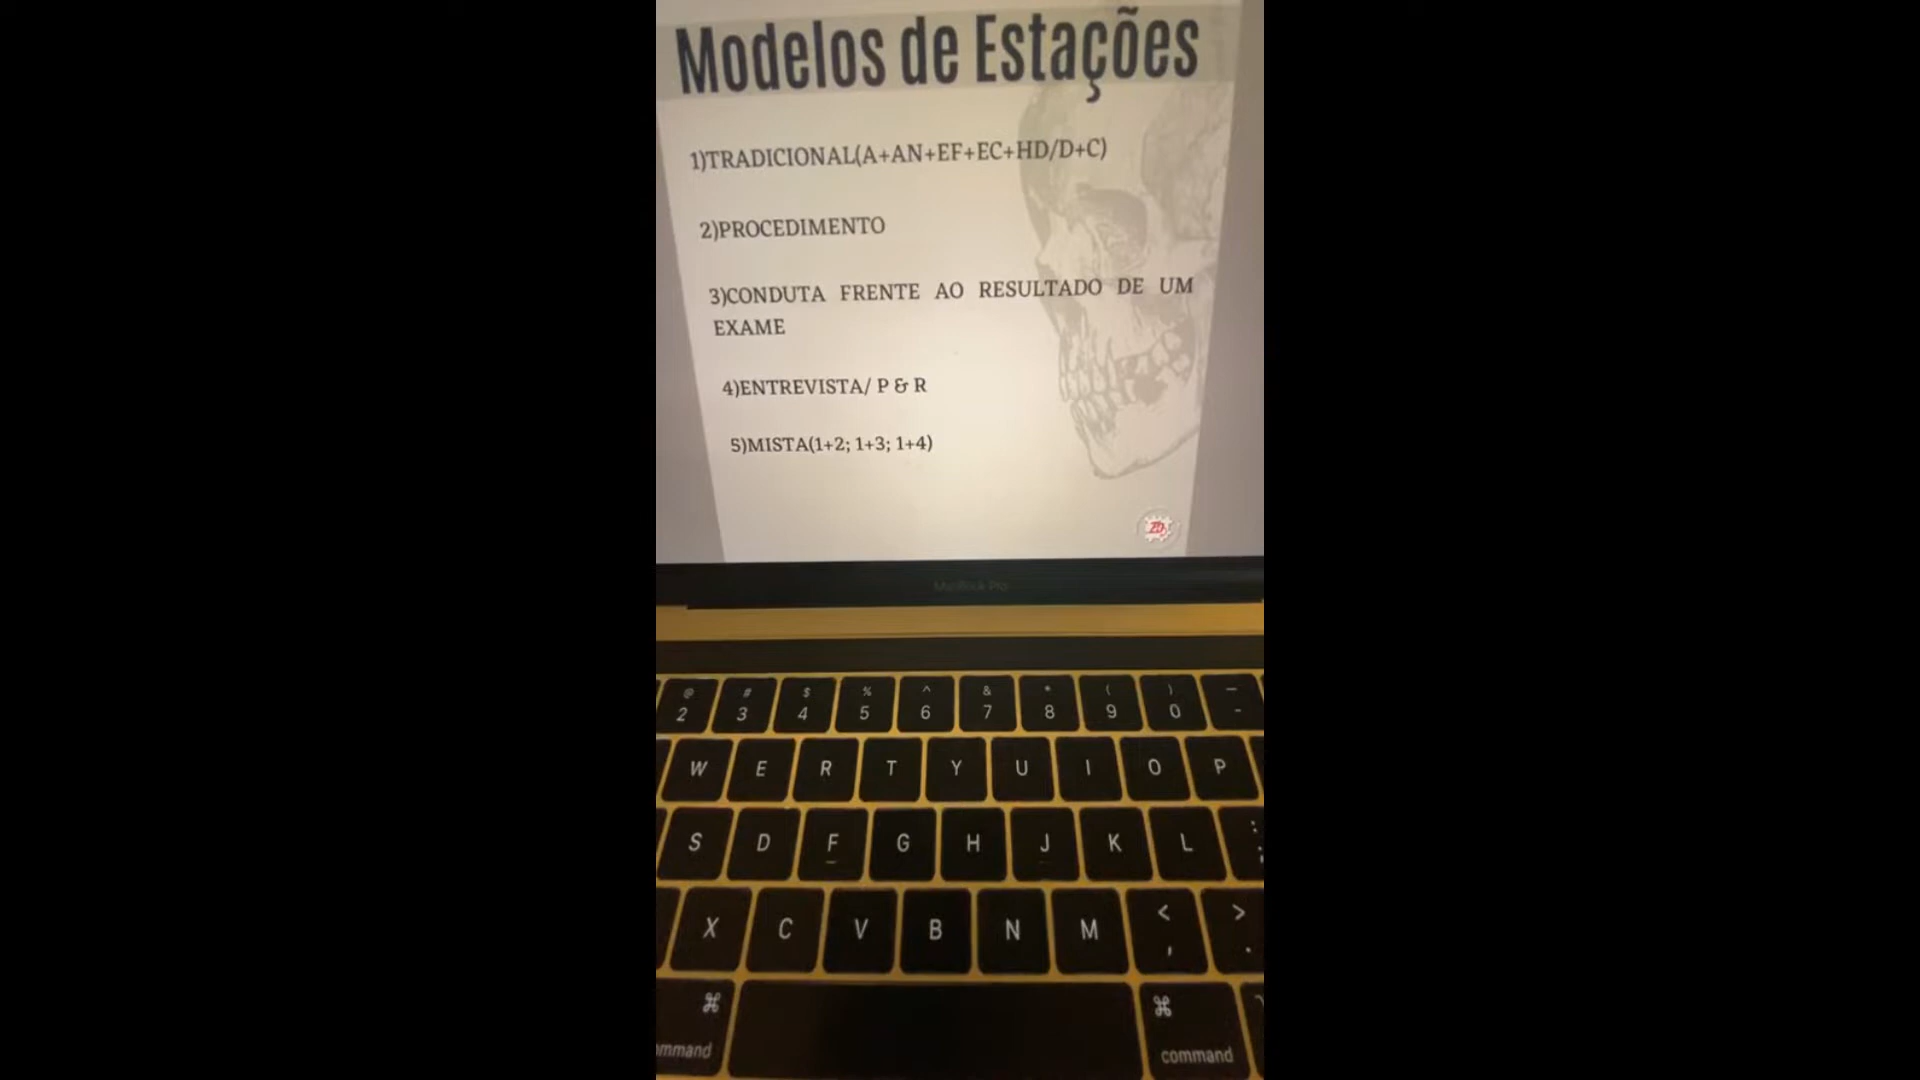 Modelos de Estações
1)TRADICIONAL(A+AN+EF+EC+HD/D+C)
2)PROCEDIMENTO
3)CONDUTA FRENTE AO RESULTADO DE UM
EXAME
4)ENTREVISTA/ P & R
5)MISTA(1+2; 1+3; 1+4)
MacBook Pro
@ # $ % ^ & * ( ) —
2 3 4 5 6 7 8 9 0 -
W E R T Y U I O P
S D F G H J K L : ;
X C V B N M < , > .
⌘ ⌘
command